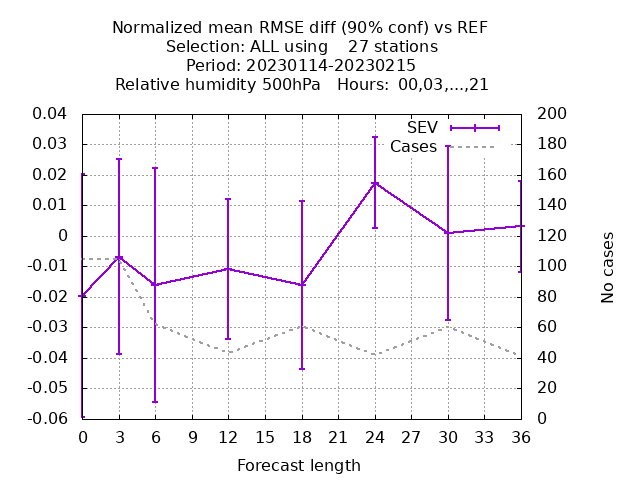 Normalized mean RMSE diff (90% conf) vs REF
Selection: ALL using    27 stations
Period: 20230114-20230215
Relative humidity 500hPa   Hours: 00,03,...,21
SEV
Cases
0.04
0.03
0.02
0.01
0
-0.01
-0.02
-0.03
-0.04
-0.05
-0.06
200
180
160
140
120
100
80
60
40
20
0
No cases
0 3 6 9 12 15 18 21 24 27 30 33 36
Forecast length